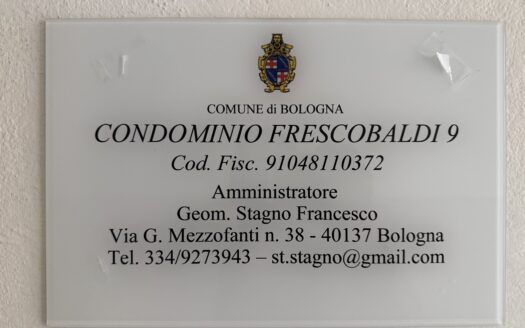 COMUNE di BOLOGNA
CONDOMINIO FRESCOBALDI 9
Cod. Fisc. 91048110372
Amministratore
Geom. Stagno Francesco
Via G. Mezzofanti n. 38 - 40137 Bologna
Tel. 334/9273943 – st.stagno@gmail.com